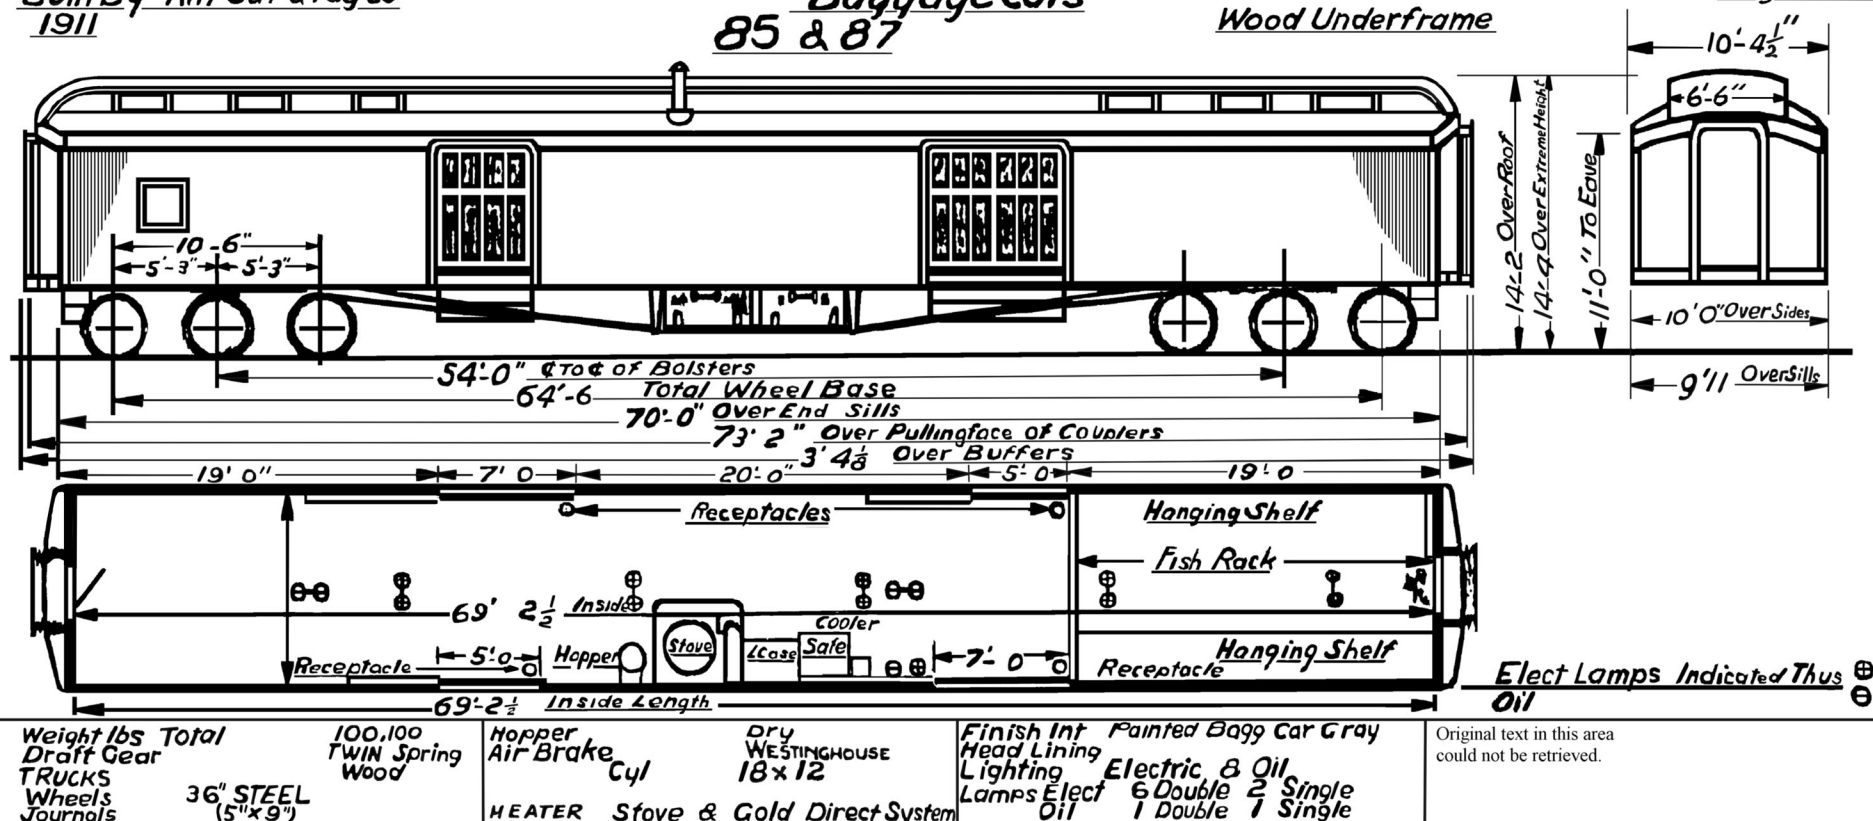 1911
Baggage Cars
85 & 87
Wood Underframe
10'-4½"
6'-6"
14'-2 Over Roof
14'-4 Over Extreme Height
11'-0" To Eave
10'0" Over Sides
9'11 Over Sills
10-6"
5'-3" 5'-3"
54'-0" ¢ To ¢ of Bolsters
64'-6 Total Wheel Base
70'-0" Over End Sills
73' 2" Over Pullingface of Couplers
3' 4⅛ Over Buffers
19' 0" 7' 0 20'-0" 5'-0 19'-0
Receptacles
Hanging Shelf
Fish Rack
69' 2½ Inside
Cooler
Stove
LCase
Safe
Hopper
5'-0
7'-0
Receptacle
Receptacle
Hanging Shelf
69'-2½ Inside Length
Elect Lamps Indicated Thus ⊕
Oil ⊖
Weight lbs Total 100,100
Draft Gear TWIN Spring
TRUCKS Wood
Wheels 36" STEEL
Journals (5"x9")
Hopper Dry
Air Brake WESTINGHOUSE
Cyl 18x12
HEATER Stove & Gold Direct System
Finish Int Painted Bagg Car Gray
Head Lining
Lighting Electric & Oil
Lamps Elect 6 Double 2 Single
Oil 1 Double 1 Single
Original text in this area
could not be retrieved.